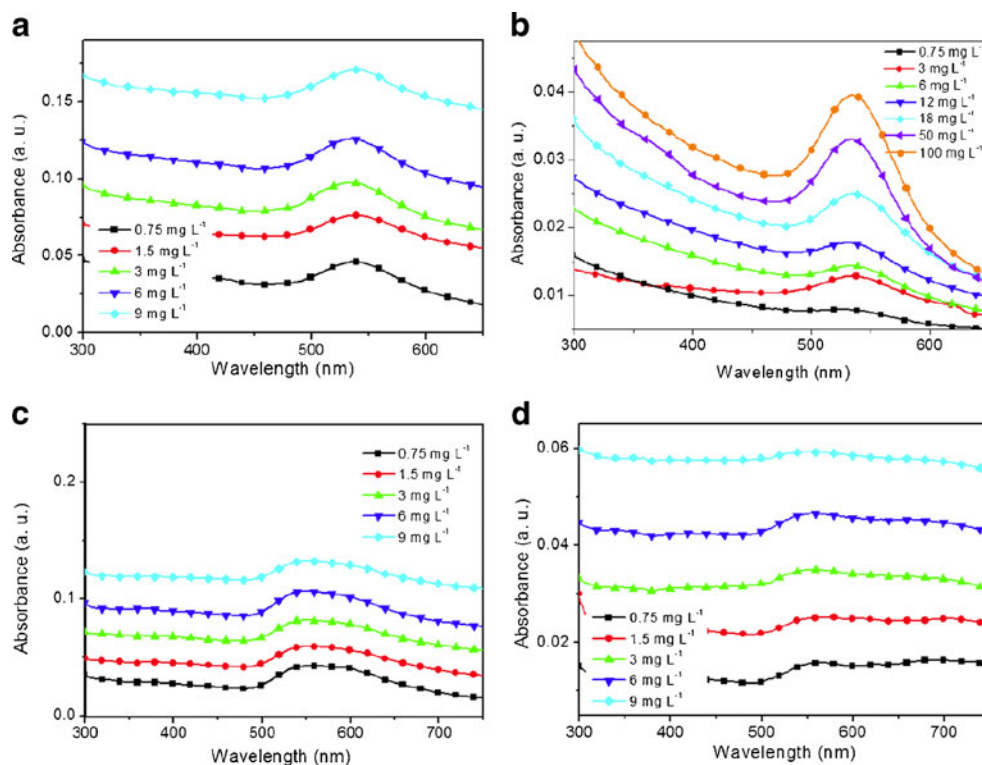 a
0.15
0.10
0.05
0.00
Absorbance (a. u.)
0.75 mg L⁻¹
1.5 mg L⁻¹
3 mg L⁻¹
6 mg L⁻¹
9 mg L⁻¹
300 400 500 600
Wavelength (nm)
b
0.04
0.03
0.02
0.01
Absorbance (a. u.)
0.75 mg L⁻¹
3 mg L⁻¹
6 mg L⁻¹
12 mg L⁻¹
18 mg L⁻¹
50 mg L⁻¹
100 mg L⁻¹
300 400 500 600
Wavelength (nm)
c
0.2
0.1
0.0
Absorbance (a. u.)
0.75 mg L⁻¹
1.5 mg L⁻¹
3 mg L⁻¹
6 mg L⁻¹
9 mg L⁻¹
300 400 500 600 700
Wavelength (nm)
d
0.06
0.04
0.02
Absorbance (a. u.)
0.75 mg L⁻¹
1.5 mg L⁻¹
3 mg L⁻¹
6 mg L⁻¹
9 mg L⁻¹
300 400 500 600 700
Wavelength (nm)